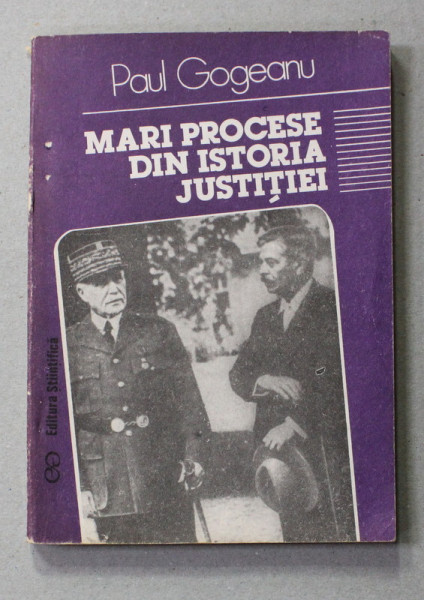 Paul Gogeanu
MARI PROCESE
DIN ISTORIA
JUSTIȚIEI
Editura Științifică